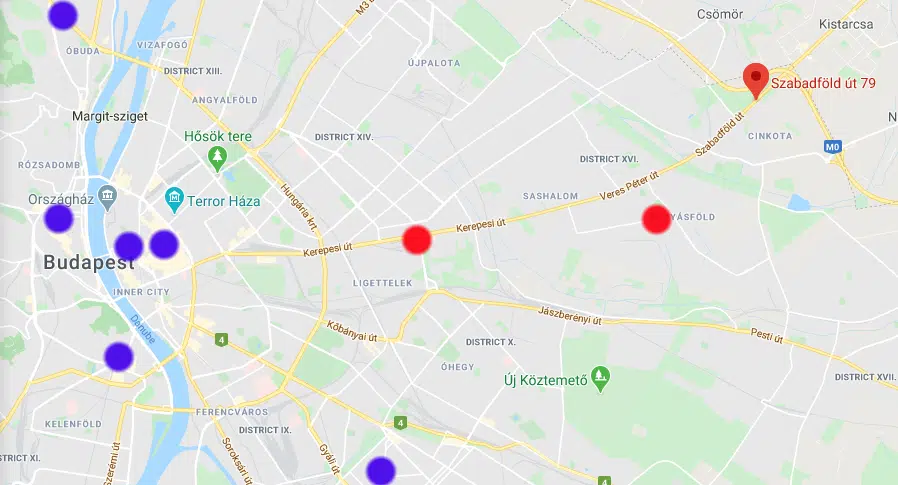 Csömör
M3 B
Kistarcsa
VIZAFOGÓ
ÓBUDA
ÚJPALOTA
DISTRICT XIII.
Szabadföld út 79
ANGYALFÖLD
Margit-sziget
N
Hősök tere
DISTRICT XIV.
Szabadföld út
CINKOTA
M0
RÓZSADOMB
DISTRICT XVI.
Országház
Terror Háza
Hungária krt.
SASHALOM
Veres Péter út
YÁSFÖLD
Kerepesi út
Kerepesi út
Budapest
LIGETTELEK
INNER CITY
Danube
Jászberényi út
Kőbányai út
Pesti út
4
DISTRICT X.
ÓHEGY
Új Köztemető
DISTRICT XVII.
FERENCVÁROS
KELENFÖLD
4
DISTRICT IX.
STRICT XI.
zerémi út
Soroksári út
Gyáli út
4